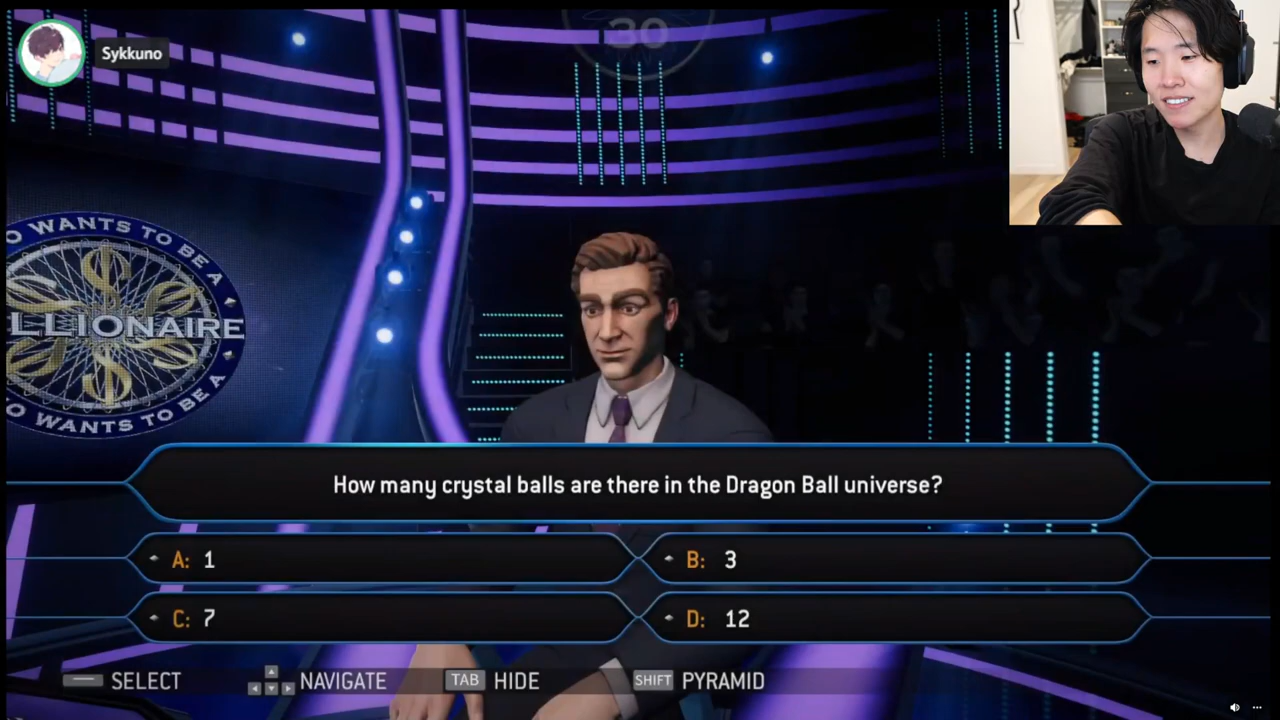 30
Sykkuno
O WANTS TO BE A
LLIONAIRE
O WANTS TO BE A
How many crystal balls are there in the Dragon Ball universe?
A: 1
B: 3
C: 7
D: 12
SELECT
NAVIGATE
TAB HIDE
SHIFT PYRAMID